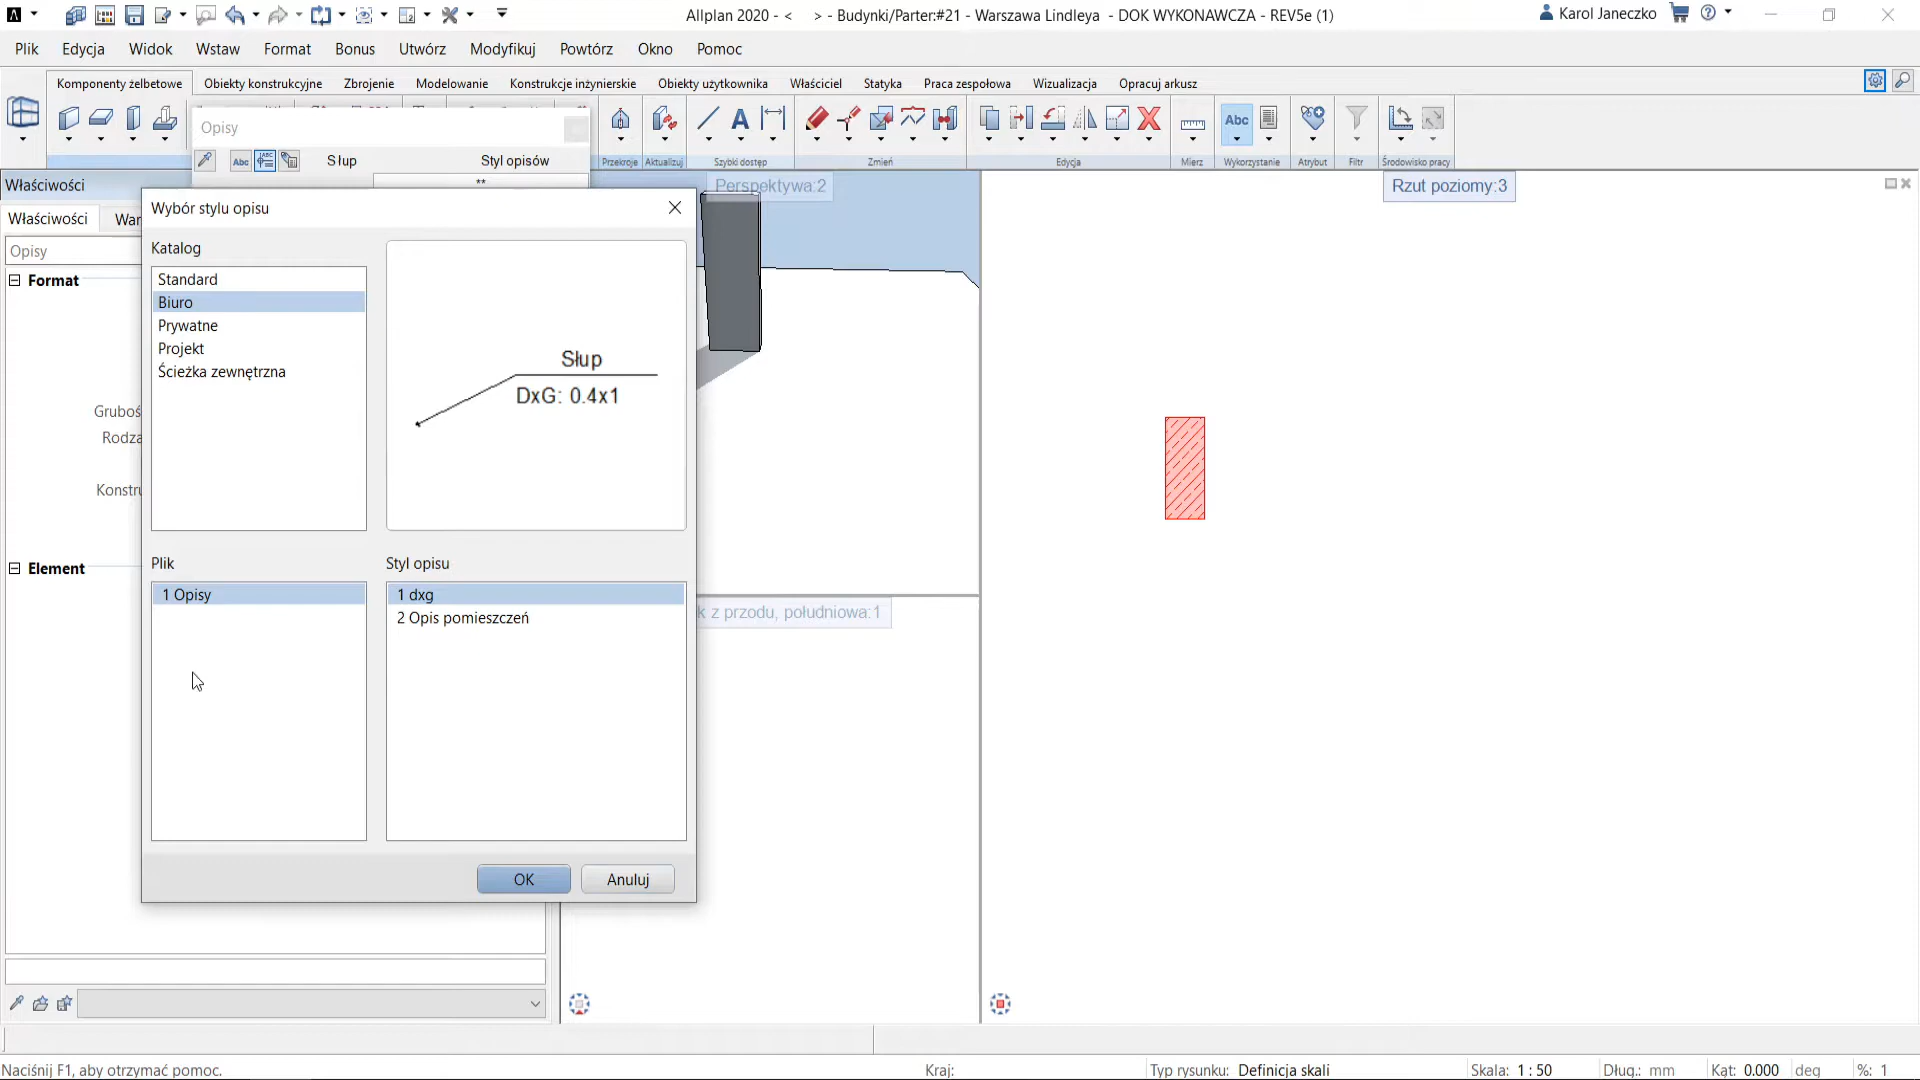 Allplan 2020 - < > - Budynki/Parter:#21 - Warszawa Lindleya - DOK WYKONAWCZA - REV5e (1)
Karol Janeczko
Plik Edycja Widok Wstaw Format Bonus Utwórz Modyfikuj Powtórz Okno Pomoc
Komponenty żelbetowe Obiekty konstrukcyjne Zbrojenie Modelowanie Konstrukcje inżynierskie Obiekty użytkownika Właściciel Statyka Praca zespołowa Wizualizacja Opracuj arkusz
Opisy
Abc
Abc ABC Słup Styl opisów
Przekroje Aktualizuj Szybki dostęp Zmień Edycja Mierz Wykorzystanie Atrybut Filtr Środowisko pracy
**
Właściwości
Perspektywa:2
Rzut poziomy:3
Właściwości War
Wybór stylu opisu
Opisy
Katalog
Format
Standard
Biuro
Prywatne
Projekt
Ścieżka zewnętrzna
Słup
DxG: 0.4x1
Gruboś
Rodza
Konstru
Plik
Styl opisu
Element
1 Opisy
1 dxg
2 Opis pomieszczeń
k z przodu, południowa:1
OK
Anuluj
Naciśnij F1, aby otrzymać pomoc.
Kraj:
Typ rysunku: Definicja skali
Skala: 1 : 50
Dług.: mm
Kąt: 0.000 deg
%: 1